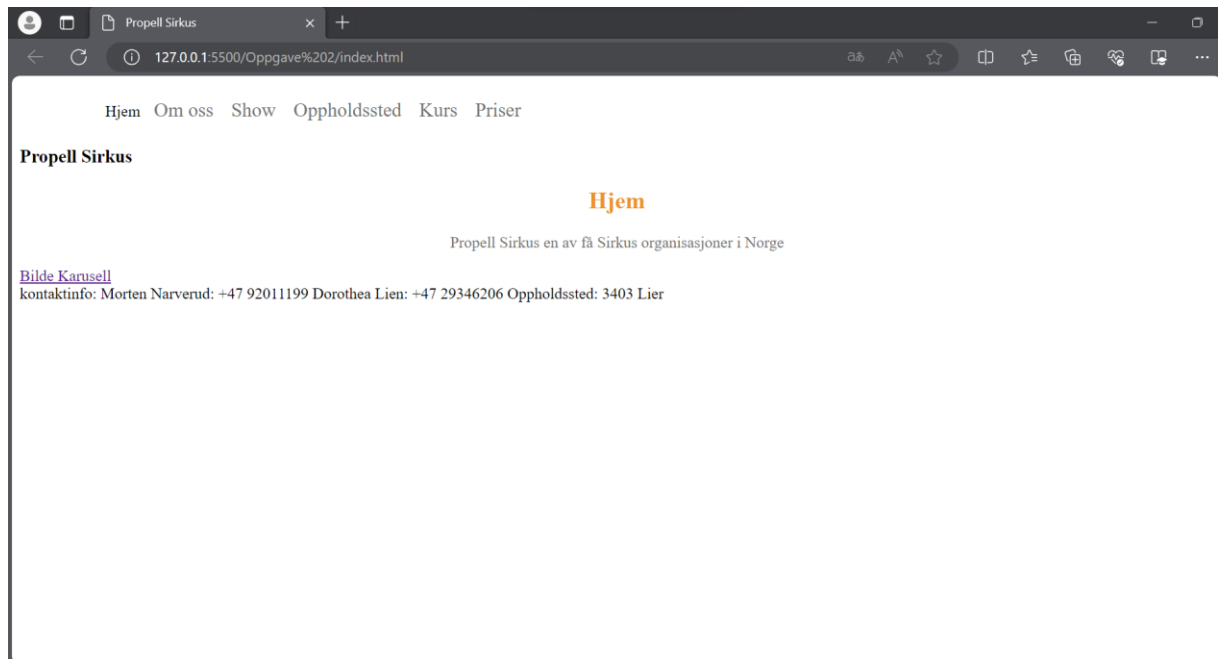 Propell Sirkus
127.0.0.1:5500/Oppgave%202/index.html
Hjem Om oss Show Oppholdssted Kurs Priser
Propell Sirkus
Hjem
Propell Sirkus en av få Sirkus organisasjoner i Norge
Bilde Karusell
kontaktinfo: Morten Narverud: +47 92011199 Dorothea Lien: +47 29346206 Oppholdssted: 3403 Lier